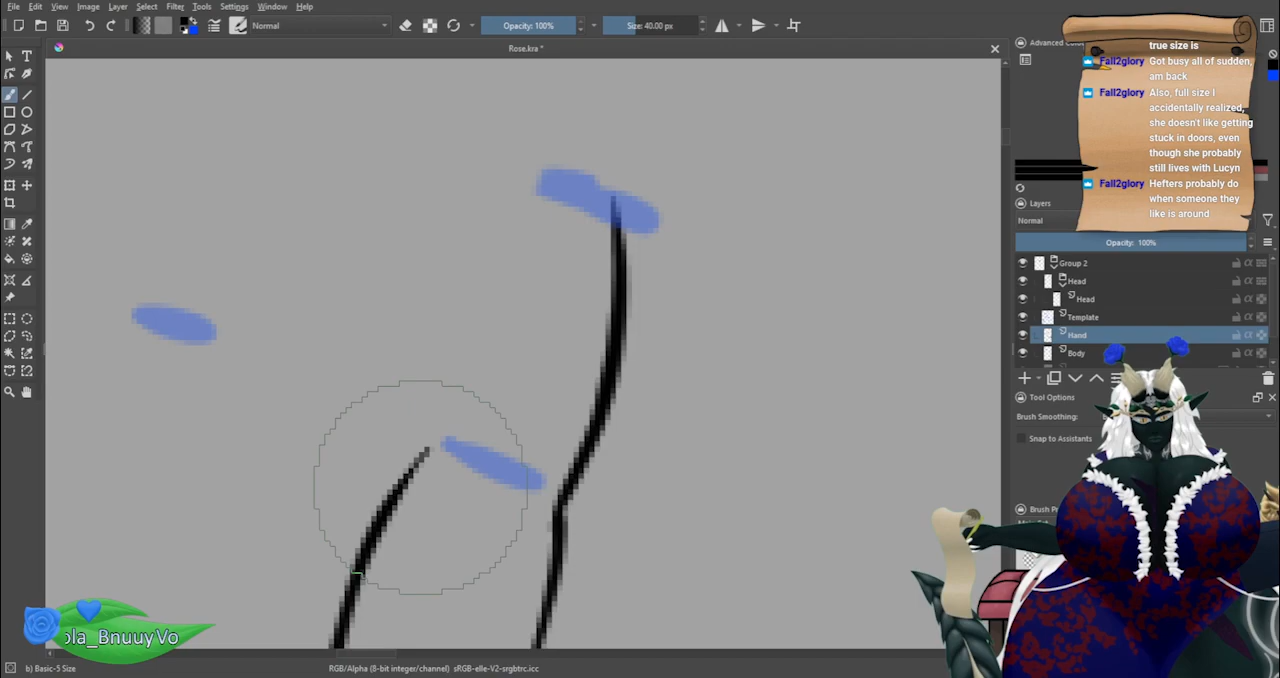 File Edit View Image Layer Select Filter Tools Settings Window Help
Normal
Opacity: 100%
Size: 40.00 px
Rose.kra *
true size is
Fall2glory Got busy all of sudden,
am back
Fall2glory Also, full size I
accidentally realized,
she doesn't like getting
stuck in doors, even
though she probably
still lives with Lucyn
Fall2glory Hefters probably do
when someone they
like is around
Layers
Normal
Opacity: 100%
Group 2
Head
Head
Template
Hand
Body
Tool Options
Brush Smoothing:
Snap to Assistants
ola_BnuuyVo
b) Basic-5 Size
RGB/Alpha (8-bit integer/channel) sRGB-elle-V2-srgbtrc.icc